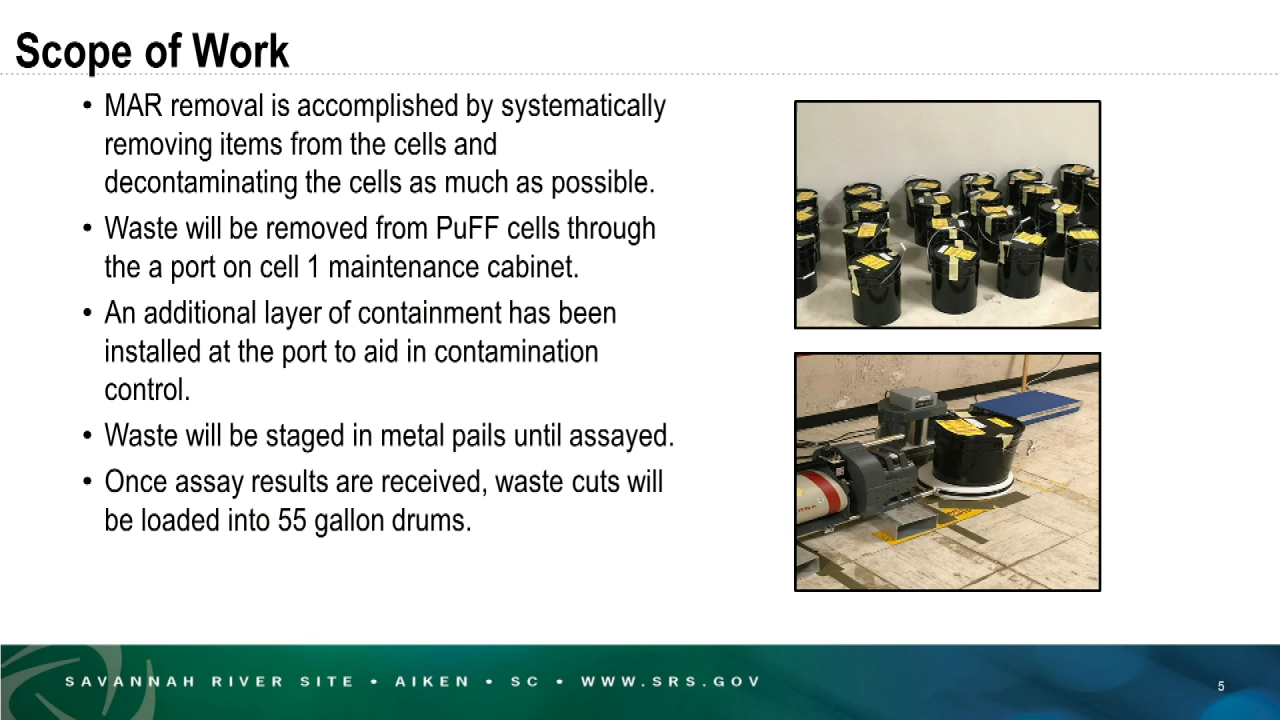 Scope of Work
• MAR removal is accomplished by systematically
removing items from the cells and
decontaminating the cells as much as possible.
• Waste will be removed from PuFF cells through
the a port on cell 1 maintenance cabinet.
• An additional layer of containment has been
installed at the port to aid in contamination
control.
• Waste will be staged in metal pails until assayed.
• Once assay results are received, waste cuts will
be loaded into 55 gallon drums.
SAVANNAH RIVER SITE • AIKEN • SC • WWW.SRS.GOV
5